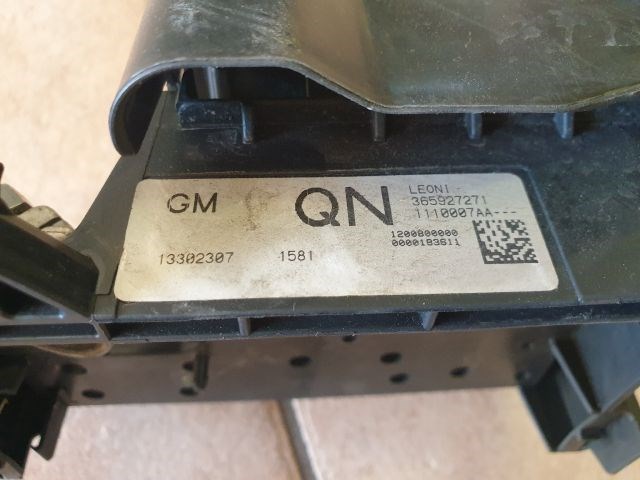 GM QN LEONI
365927271
1110007AA---
1200800000
0000183611
13302307 1581